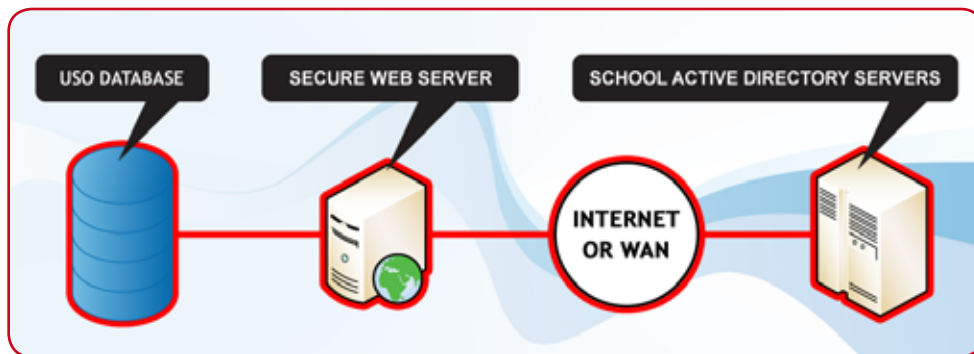 USO DATABASE
SECURE WEB SERVER
SCHOOL ACTIVE DIRECTORY SERVERS
INTERNET
OR WAN